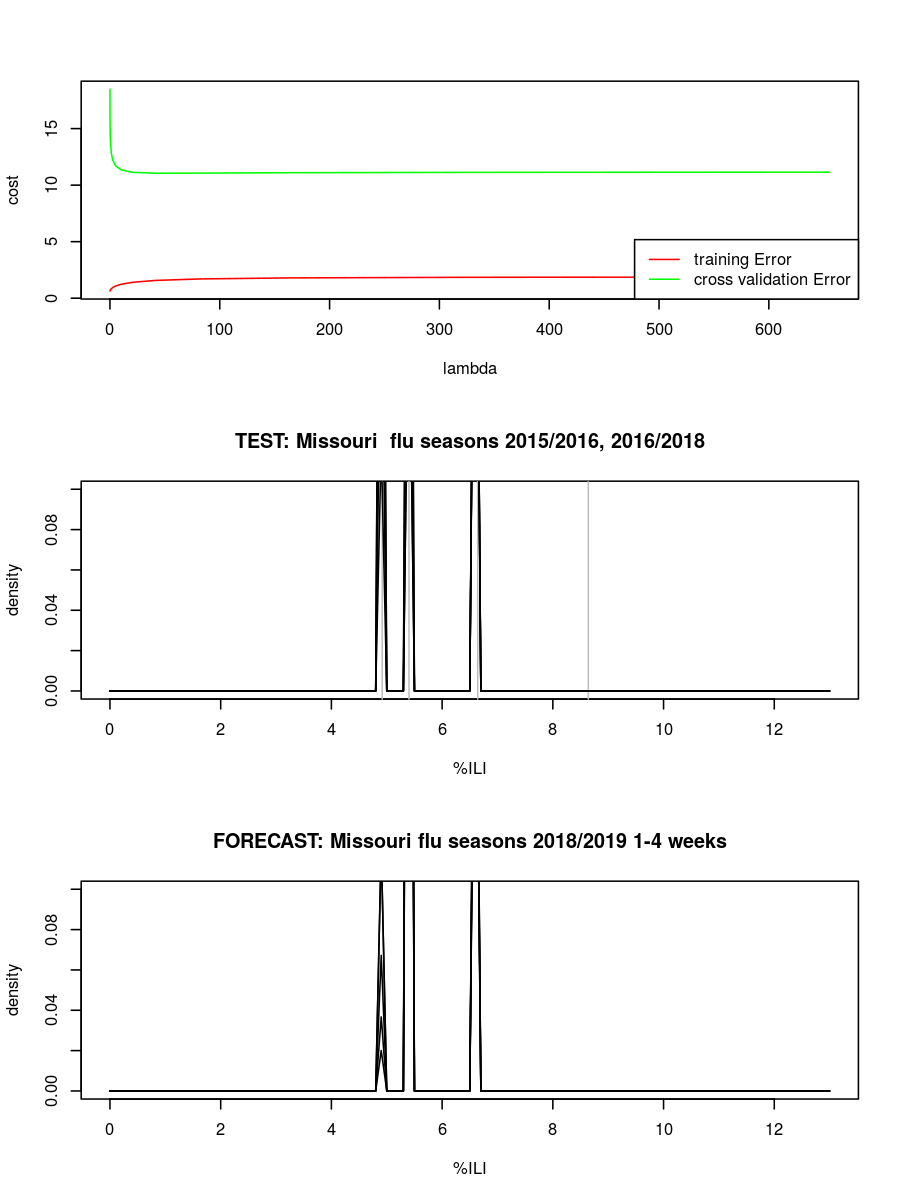 cost
15
10
5
0
training Error
cross validation Error
0 100 200 300 400 500 600
lambda
TEST: Missouri  flu seasons 2015/2016, 2016/2018
density
0.08
0.04
0.00
0 2 4 6 8 10 12
%ILI
FORECAST: Missouri flu seasons 2018/2019 1-4 weeks
density
0.08
0.04
0.00
0 2 4 6 8 10 12
%ILI